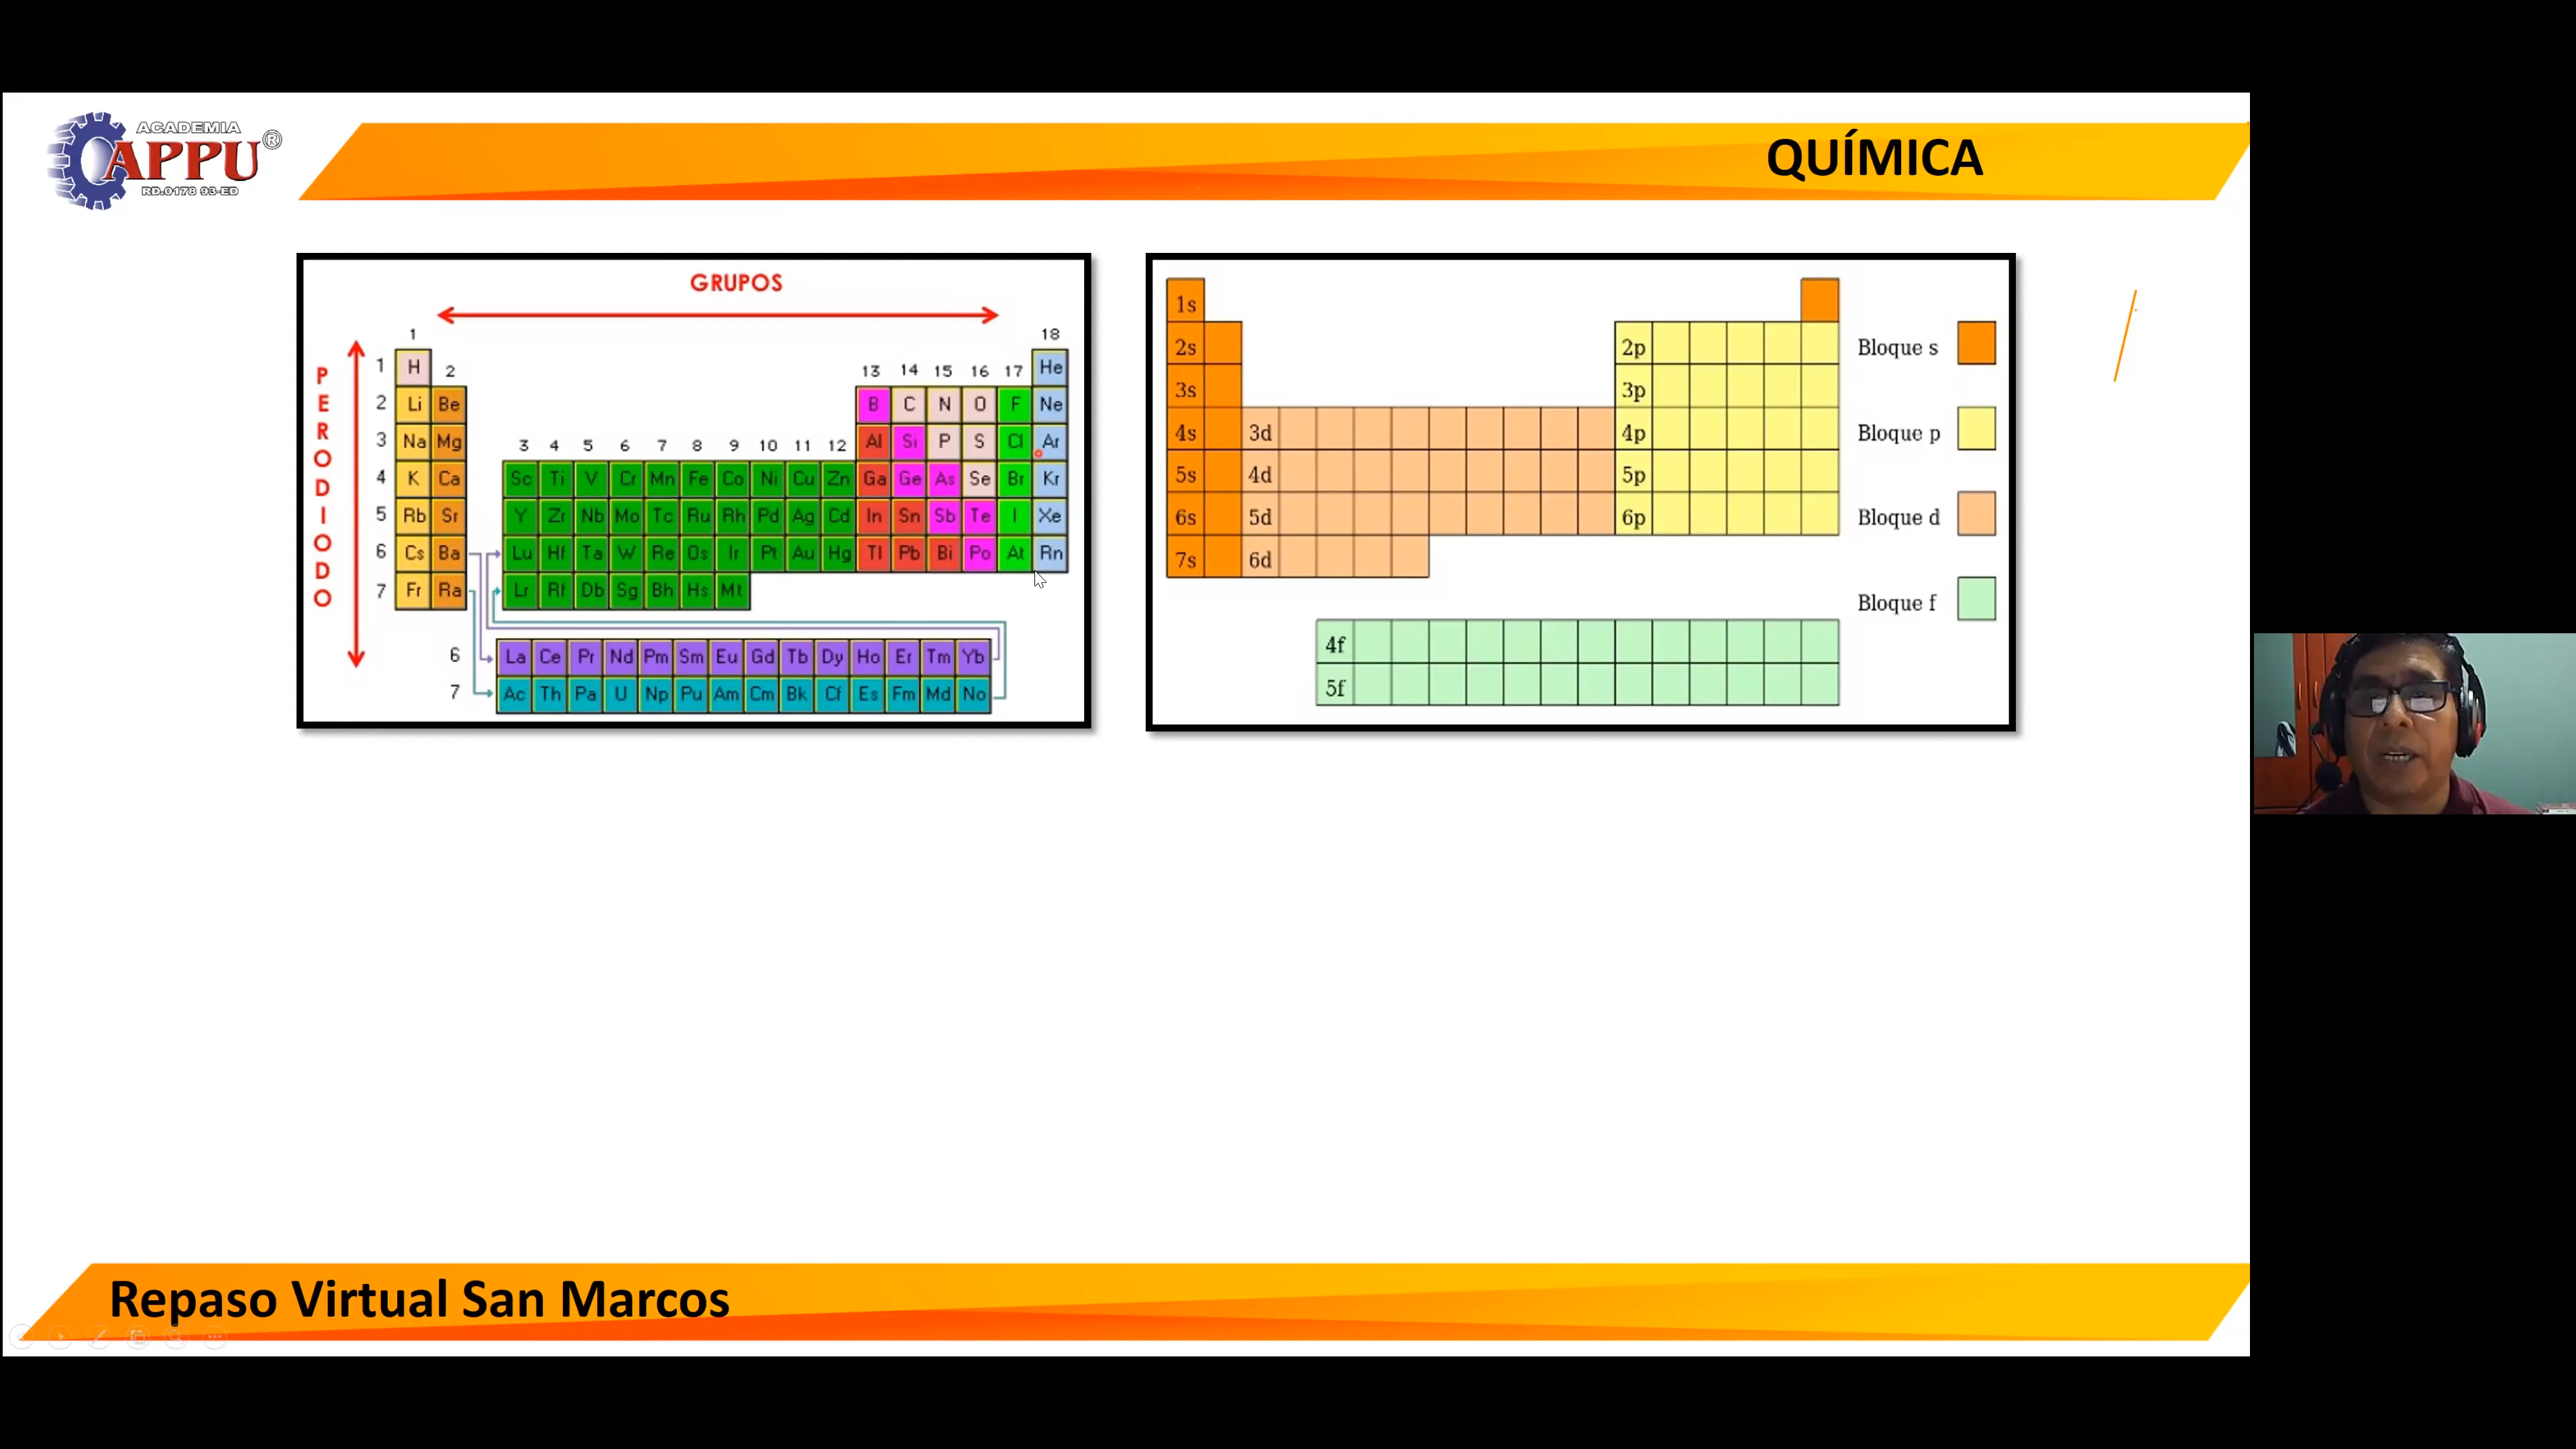 ACADEMIA
APPU®
RD.0178 93-ED
QUÍMICA
GRUPOS
PERODIODO
1 18
1 H 2 13 14 15 16 17 He
2 Li Be B C N O F Ne
3 Na Mg 3 4 5 6 7 8 9 10 11 12 Al Si P S Cl Ar
4 K Ca Sc Ti V Cr Mn Fe Co Ni Cu Zn Ga Ge As Se Br Kr
5 Rb Sr Y Zr Nb Mo Tc Ru Rh Pd Ag Cd In Sn Sb Te I Xe
6 Cs Ba Lu Hf Ta W Re Os Ir Pt Au Hg Tl Pb Bi Po At Rn
7 Fr Ra Lr Rf Db Sg Bh Hs Mt
6 La Ce Pr Nd Pm Sm Eu Gd Tb Dy Ho Er Tm Yb
7 Ac Th Pa U Np Pu Am Cm Bk Cf Es Fm Md No
1s
2s 2p Bloque s
3s 3p
4s 3d 4p Bloque p
5s 4d 5p
6s 5d 6p Bloque d
7s 6d
Bloque f
4f
5f
Repaso Virtual San Marcos